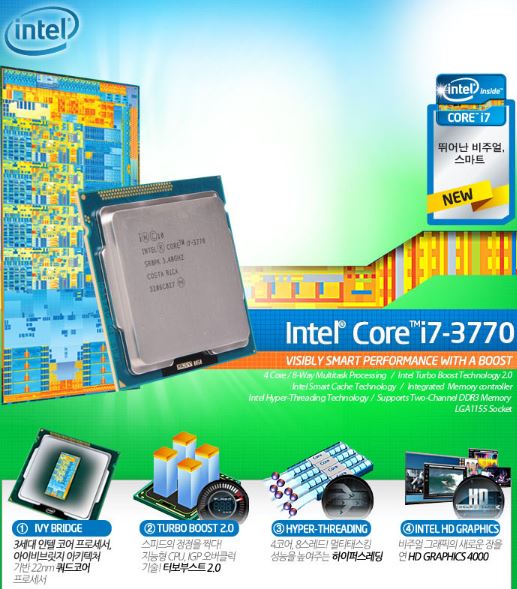 intel
intel inside™
CORE™ i7
뛰어난 비주얼,
스마트
NEW
INTEL® CORE™ i7-3770
SR0PK 3.40GHZ
COSTA RICA
Intel® Core™i7-3770
VISIBLY SMART PERFORMANCE WITH A BOOST
4 Core / 8-Way Multitask Processing / Intel Turbo Boost Technology 2.0
Intel Smart Cache Technology / Integrated Memory controller
Intel Hyper-Threading Technology / Supports Two-Channel DDR3 Memory
LGA1155 Socket
① IVY BRIDGE
3세대 인텔 코어 프로세서,
아이비브릿지 아키텍처
기반 22nm 쿼드코어
프로세서
② TURBO BOOST 2.0
스피드의 정점을 찍다!
지능형 CPU, IGP 오버클럭
기술! 터보부스트 2.0
③ HYPER-THREADING
4코어, 8스레드! 멀티태스킹
성능을 높여주는 하이퍼스레딩
HD
④ INTEL HD GRAPHICS
비주얼 그래픽의 새로운 장을
연 HD GRAPHICS 4000